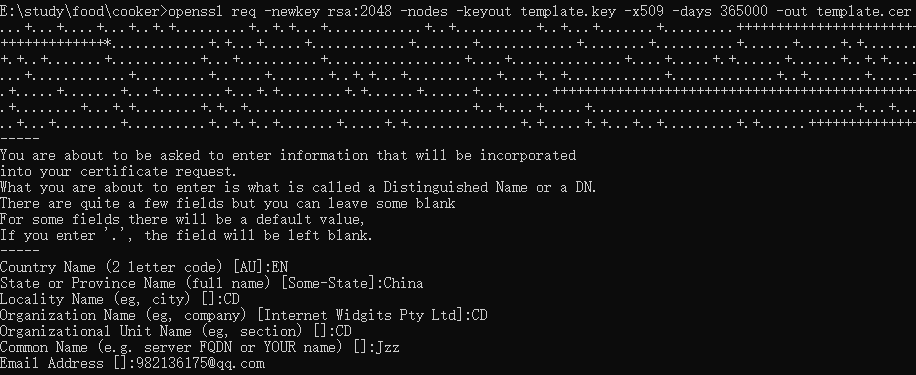 E:\study\food\cooker>openssl req -newkey rsa:2048 -nodes -keyout template.key -x509 -days 365000 -out template.cer
-----
You are about to be asked to enter information that will be incorporated
into your certificate request.
What you are about to enter is what is called a Distinguished Name or a DN.
There are quite a few fields but you can leave some blank
For some fields there will be a default value,
If you enter '.', the field will be left blank.
-----
Country Name (2 letter code) [AU]:EN
State or Province Name (full name) [Some-State]:China
Locality Name (eg, city) []:CD
Organization Name (eg, company) [Internet Widgits Pty Ltd]:CD
Organizational Unit Name (eg, section) []:CD
Common Name (e.g. server FQDN or YOUR name) []:Jzz
Email Address []:982136175@qq.com